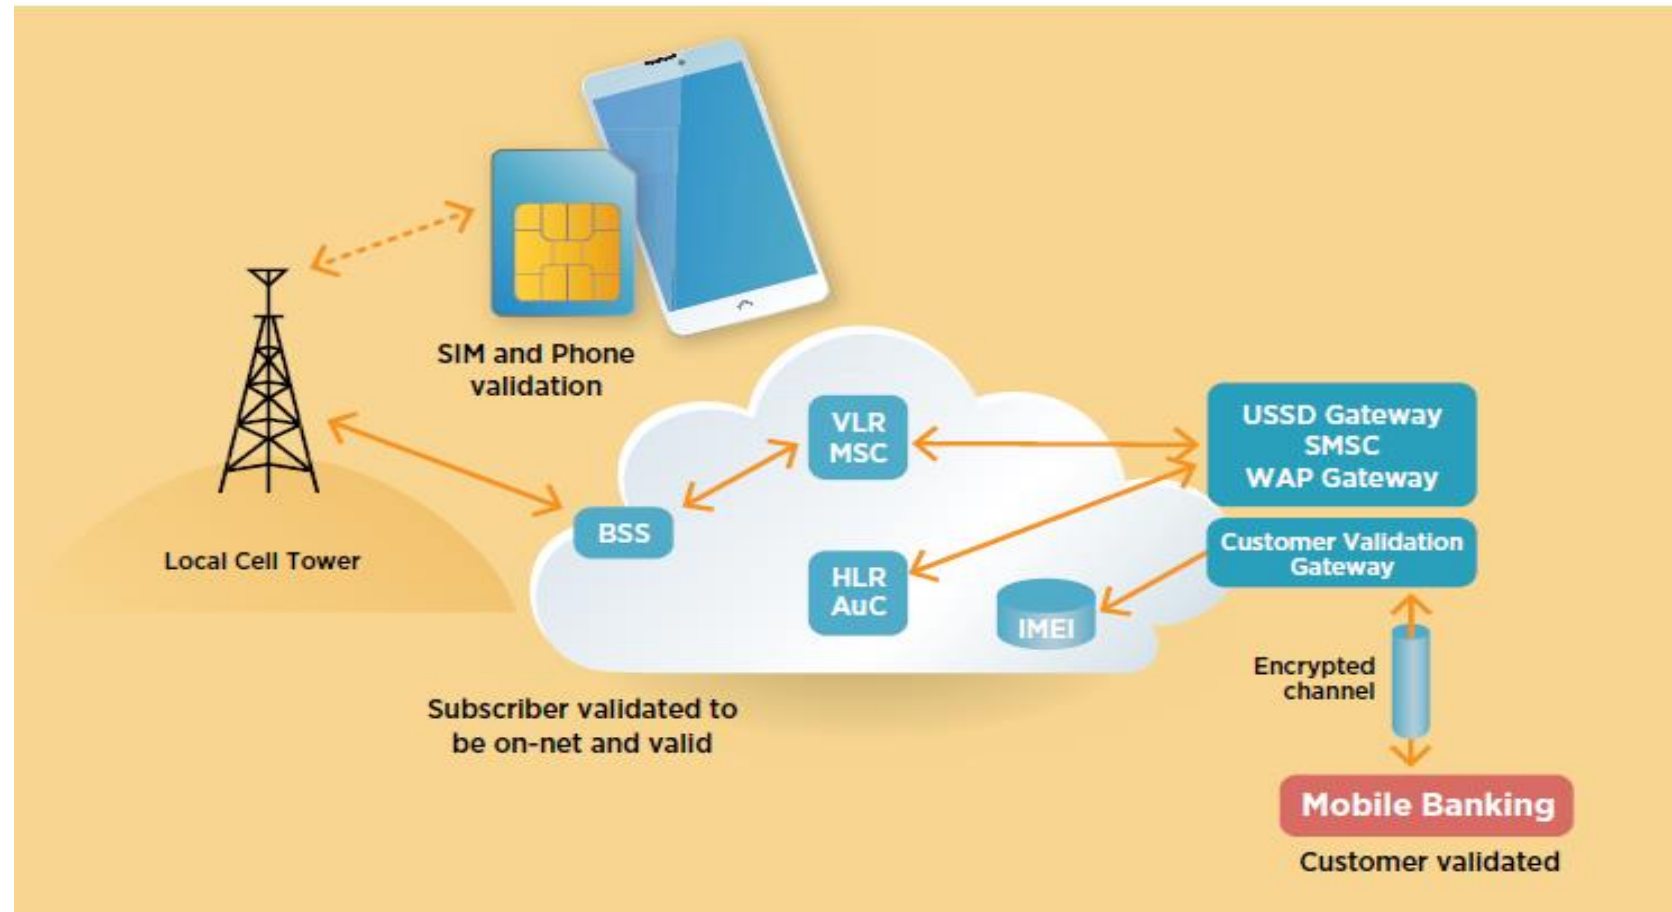 SIM and Phone
validation
Local Cell Tower
BSS
VLR
MSC
HLR
AuC
IMEI
USSD Gateway
SMSC
WAP Gateway
Customer Validation
Gateway
Encrypted
channel
Subscriber validated to
be on-net and valid
Mobile Banking
Customer validated